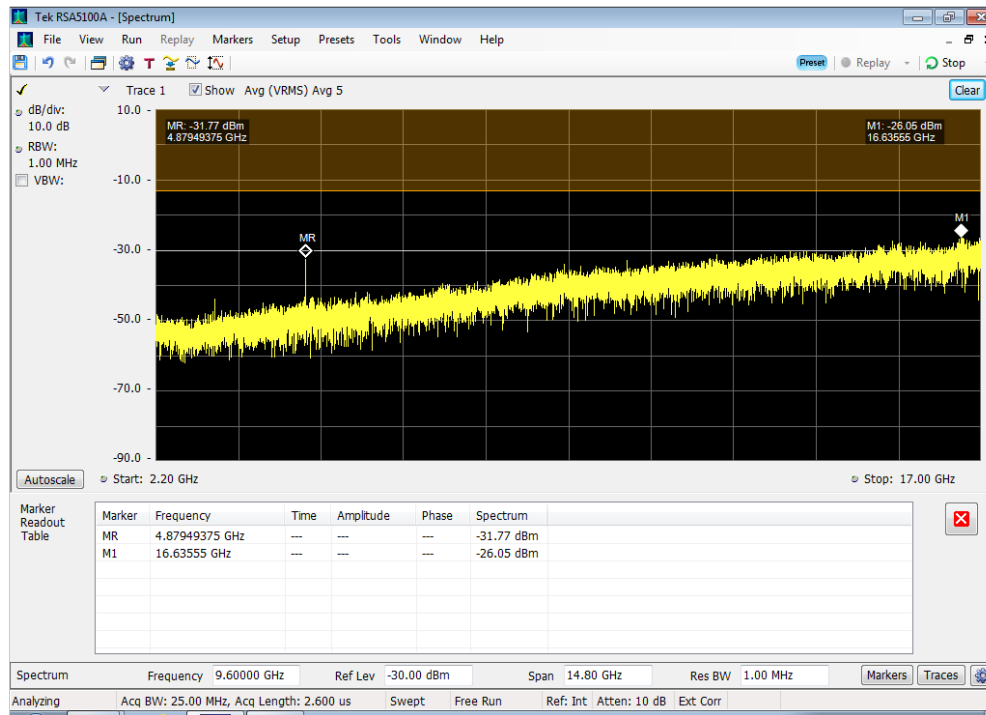 Tek RSA5100A - [Spectrum]
File View Run Replay Markers Setup Presets Tools Window Help
T Preset Replay Stop
Trace 1 Show Avg (VRMS) Avg 5 Clear
dB/div:
10.0 dB
RBW:
1.00 MHz
VBW:
10.0
-10.0
-30.0
-50.0
-70.0
-90.0
MR: -31.77 dBm
4.87949375 GHz
M1: -26.05 dBm
16.63555 GHz
M1
MR
Autoscale Start: 2.20 GHz Stop: 17.00 GHz
Marker
Readout
Table
Marker Frequency Time Amplitude Phase Spectrum
MR 4.87949375 GHz --- --- --- -31.77 dBm
M1 16.63555 GHz --- --- --- -26.05 dBm
Spectrum Frequency 9.60000 GHz Ref Lev -30.00 dBm Span 14.80 GHz Res BW 1.00 MHz Markers Traces
Analyzing Acq BW: 25.00 MHz, Acq Length: 2.600 us Swept Free Run Ref: Int Atten: 10 dB Ext Corr